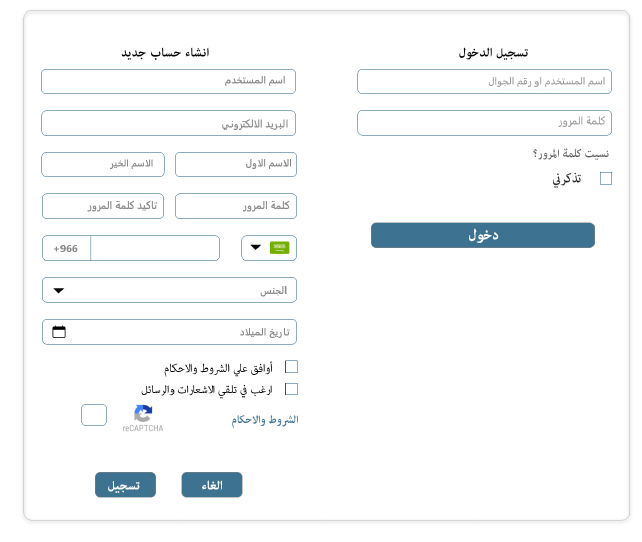 تسجيل الدخول
اسم المستخدم او رقم الجوال
كلمة المرور
نسيت كلمة المرور؟
تذكرني
دخول
انشاء حساب جديد
اسم المستخدم
البريد الالكتروني
الاسم الاول
الاسم الخير
كلمة المرور
تاكيد كلمة المرور
+966
الجنس
تاريخ الميلاد
أوافق علي الشروط والاحكام
ارغب في تلقي الاشعارات والرسائل
الشروط والاحكام
reCAPTCHA
الغاء
تسجيل